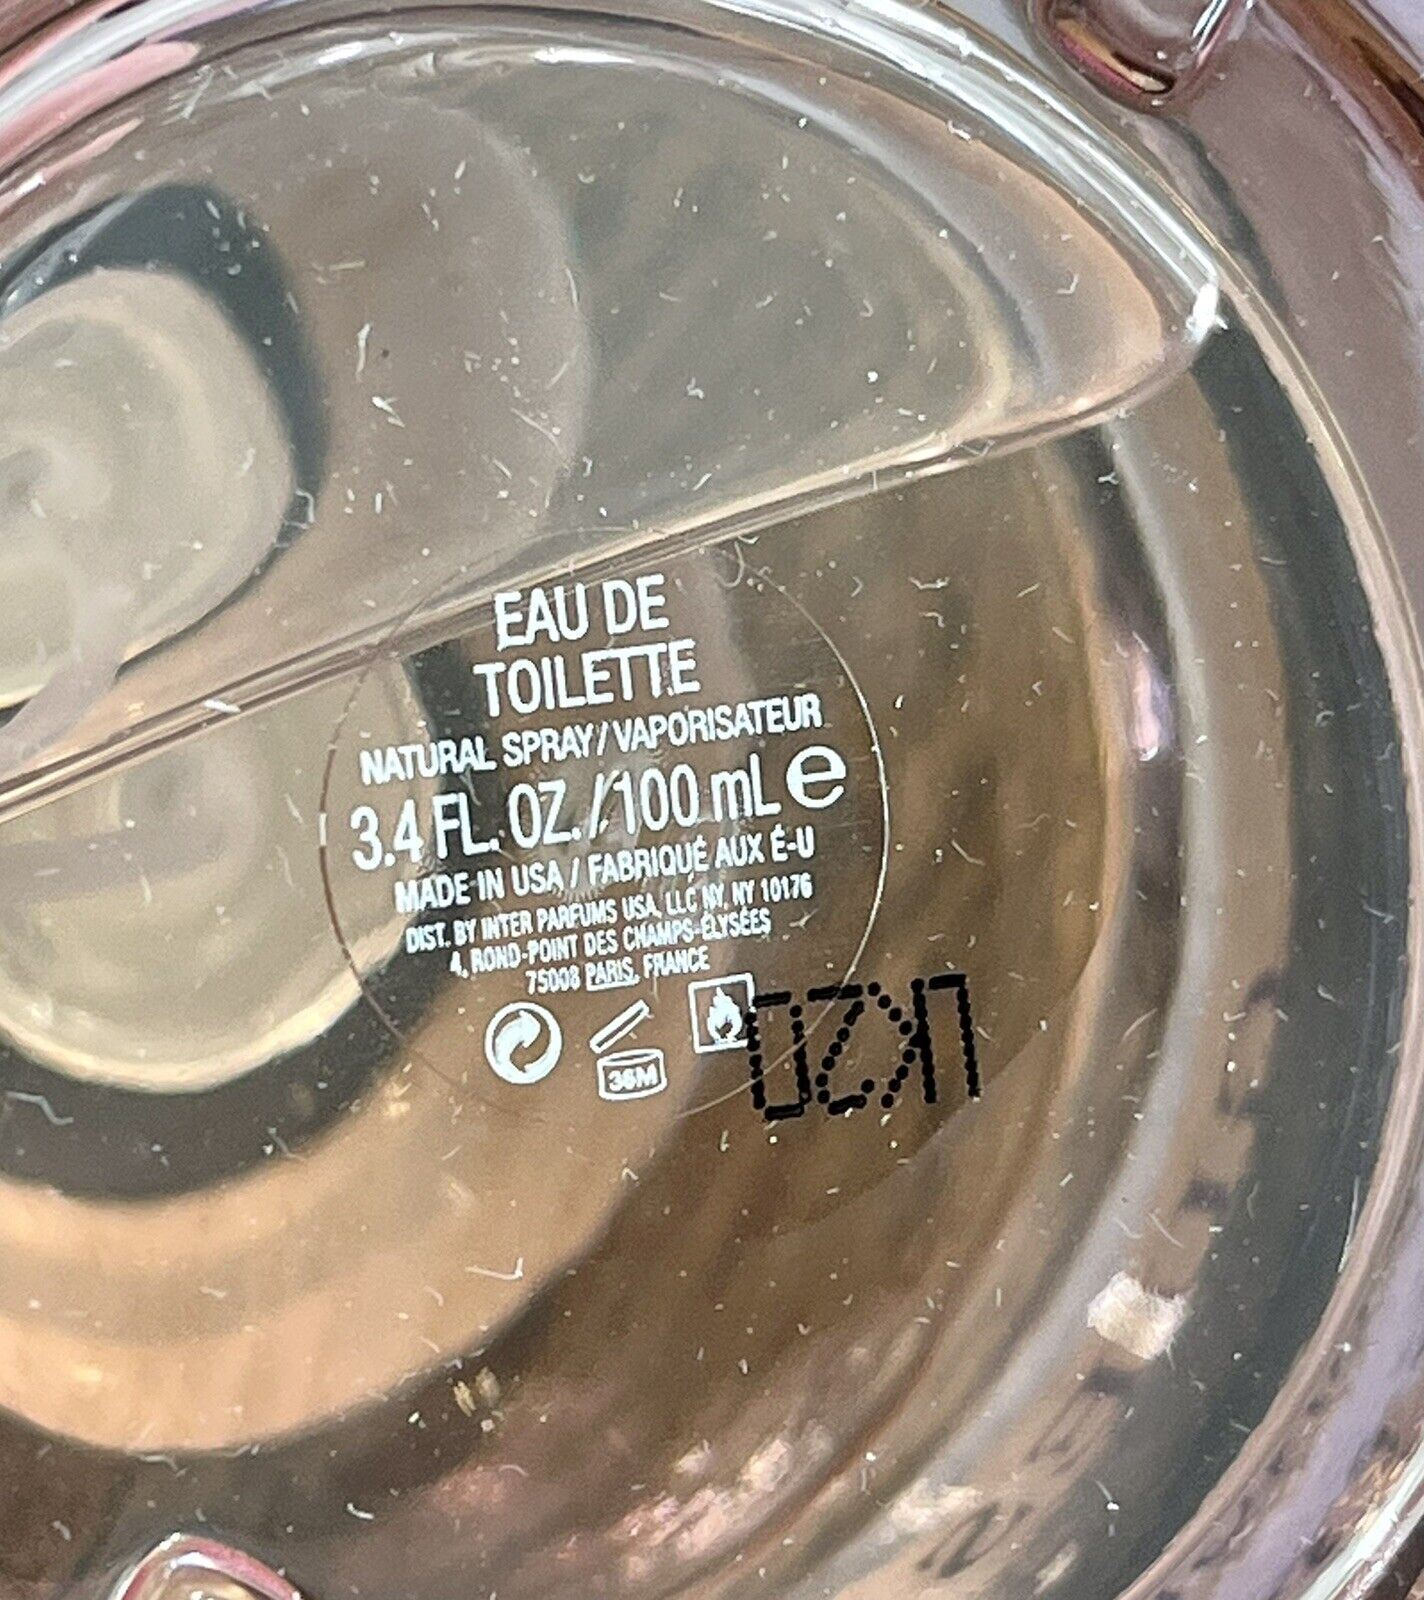 EAU DE
TOILETTE
NATURAL SPRAY/VAPORISATEUR
3.4 FL. OZ./100 mL e
MADE IN USA / FABRIQUÉ AUX É-U
DIST. BY INTER PARFUMS USA, LLC NY, NY 10176
4, ROND-POINT DES CHAMPS-ÉLYSÉES
75008 PARIS, FRANCE
36M